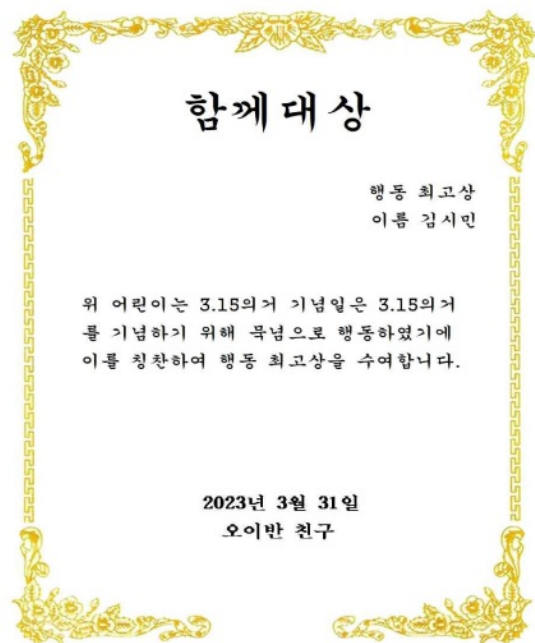 함께대상
행동 최고상
이름 김시민
위 어린이는 3.15의거 기념일은 3.15의거
를 기념하기 위해 묵념으로 행동하였기에
이를 칭찬하여 행동 최고상을 수여합니다.
2023년 3월 31일
오이반 친구